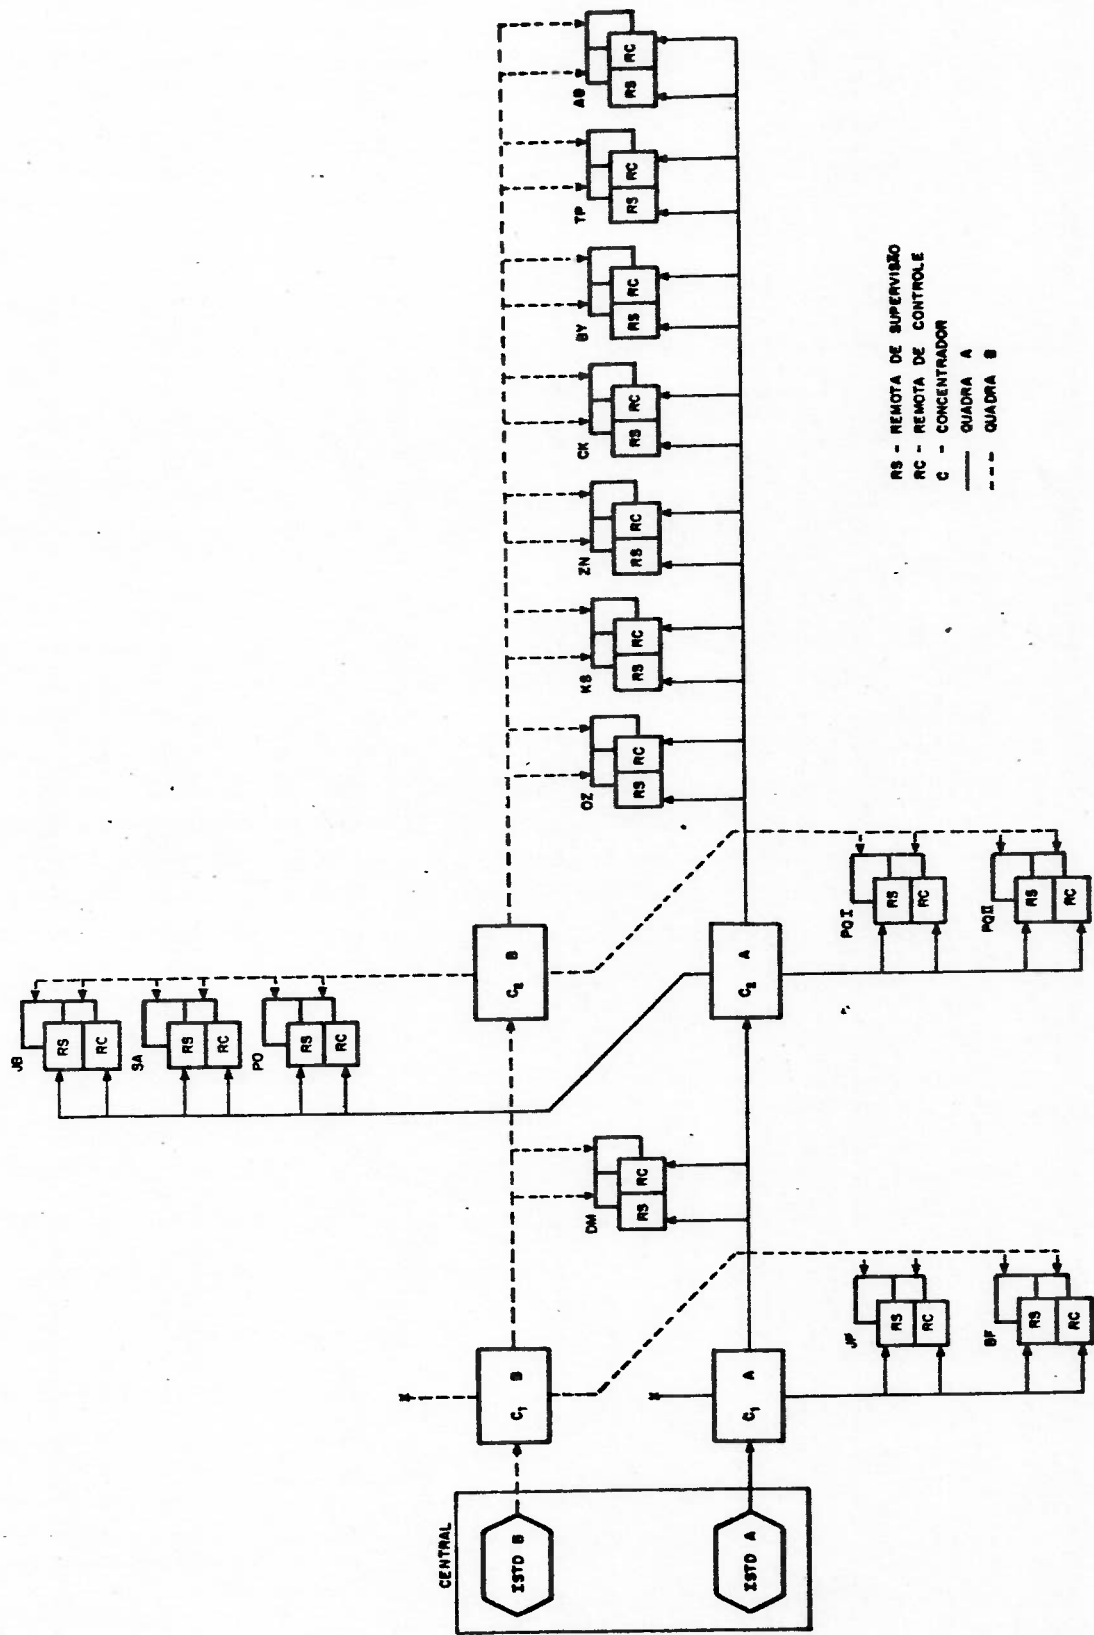 CENTRAL
ISTD B
ISTD A
C1 B
C1 A
JP
RS
RC
BF
RS
RC
DM
RS RC
C2 B
C2 A
JB
RS
RC
SA
RS
RC
PO
RS
RC
PQ I
RS
RC
PQ II
RS
RC
OZ
RS RC
KS
RS RC
ZN
RS RC
CK
RS RC
BY
RS RC
TP
RS RC
AB
RS RC
RS - REMOTA DE SUPERVISÃO
RC - REMOTA DE CONTROLE
C - CONCENTRADOR
QUADRA A
QUADRA B